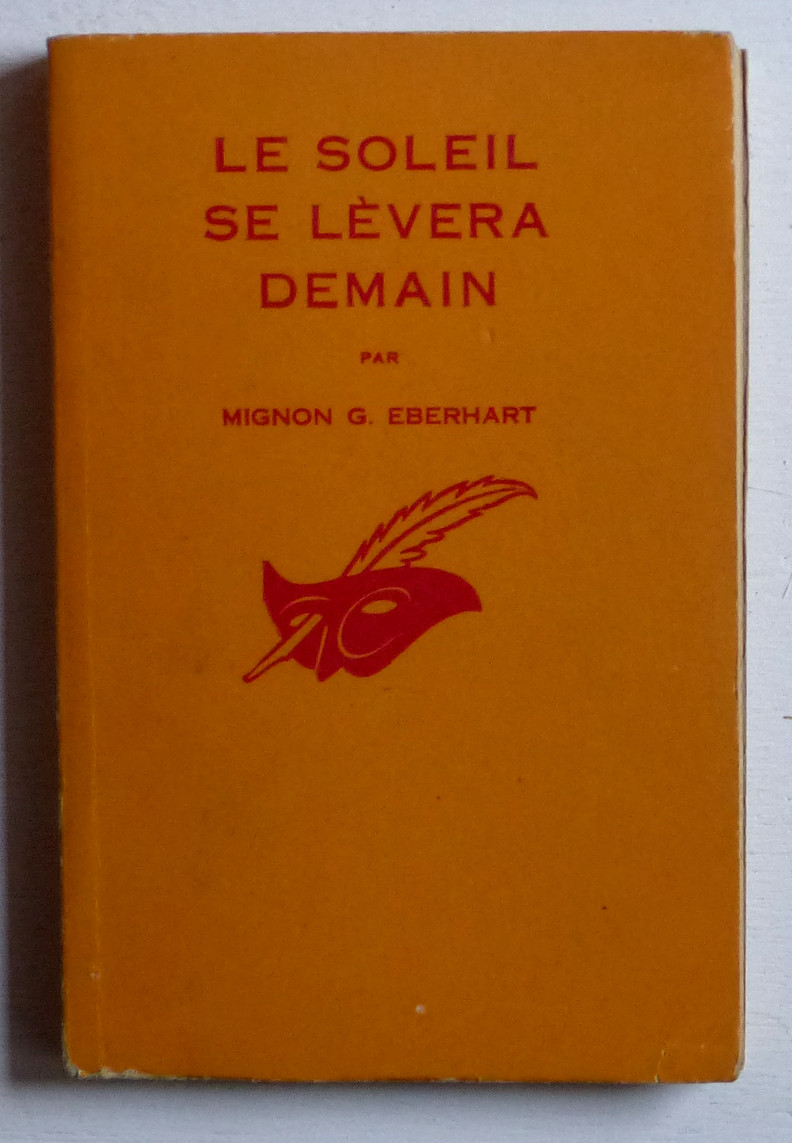 LE SOLEIL
SE LÈVERA
DEMAIN
PAR
MIGNON G. EBERHART